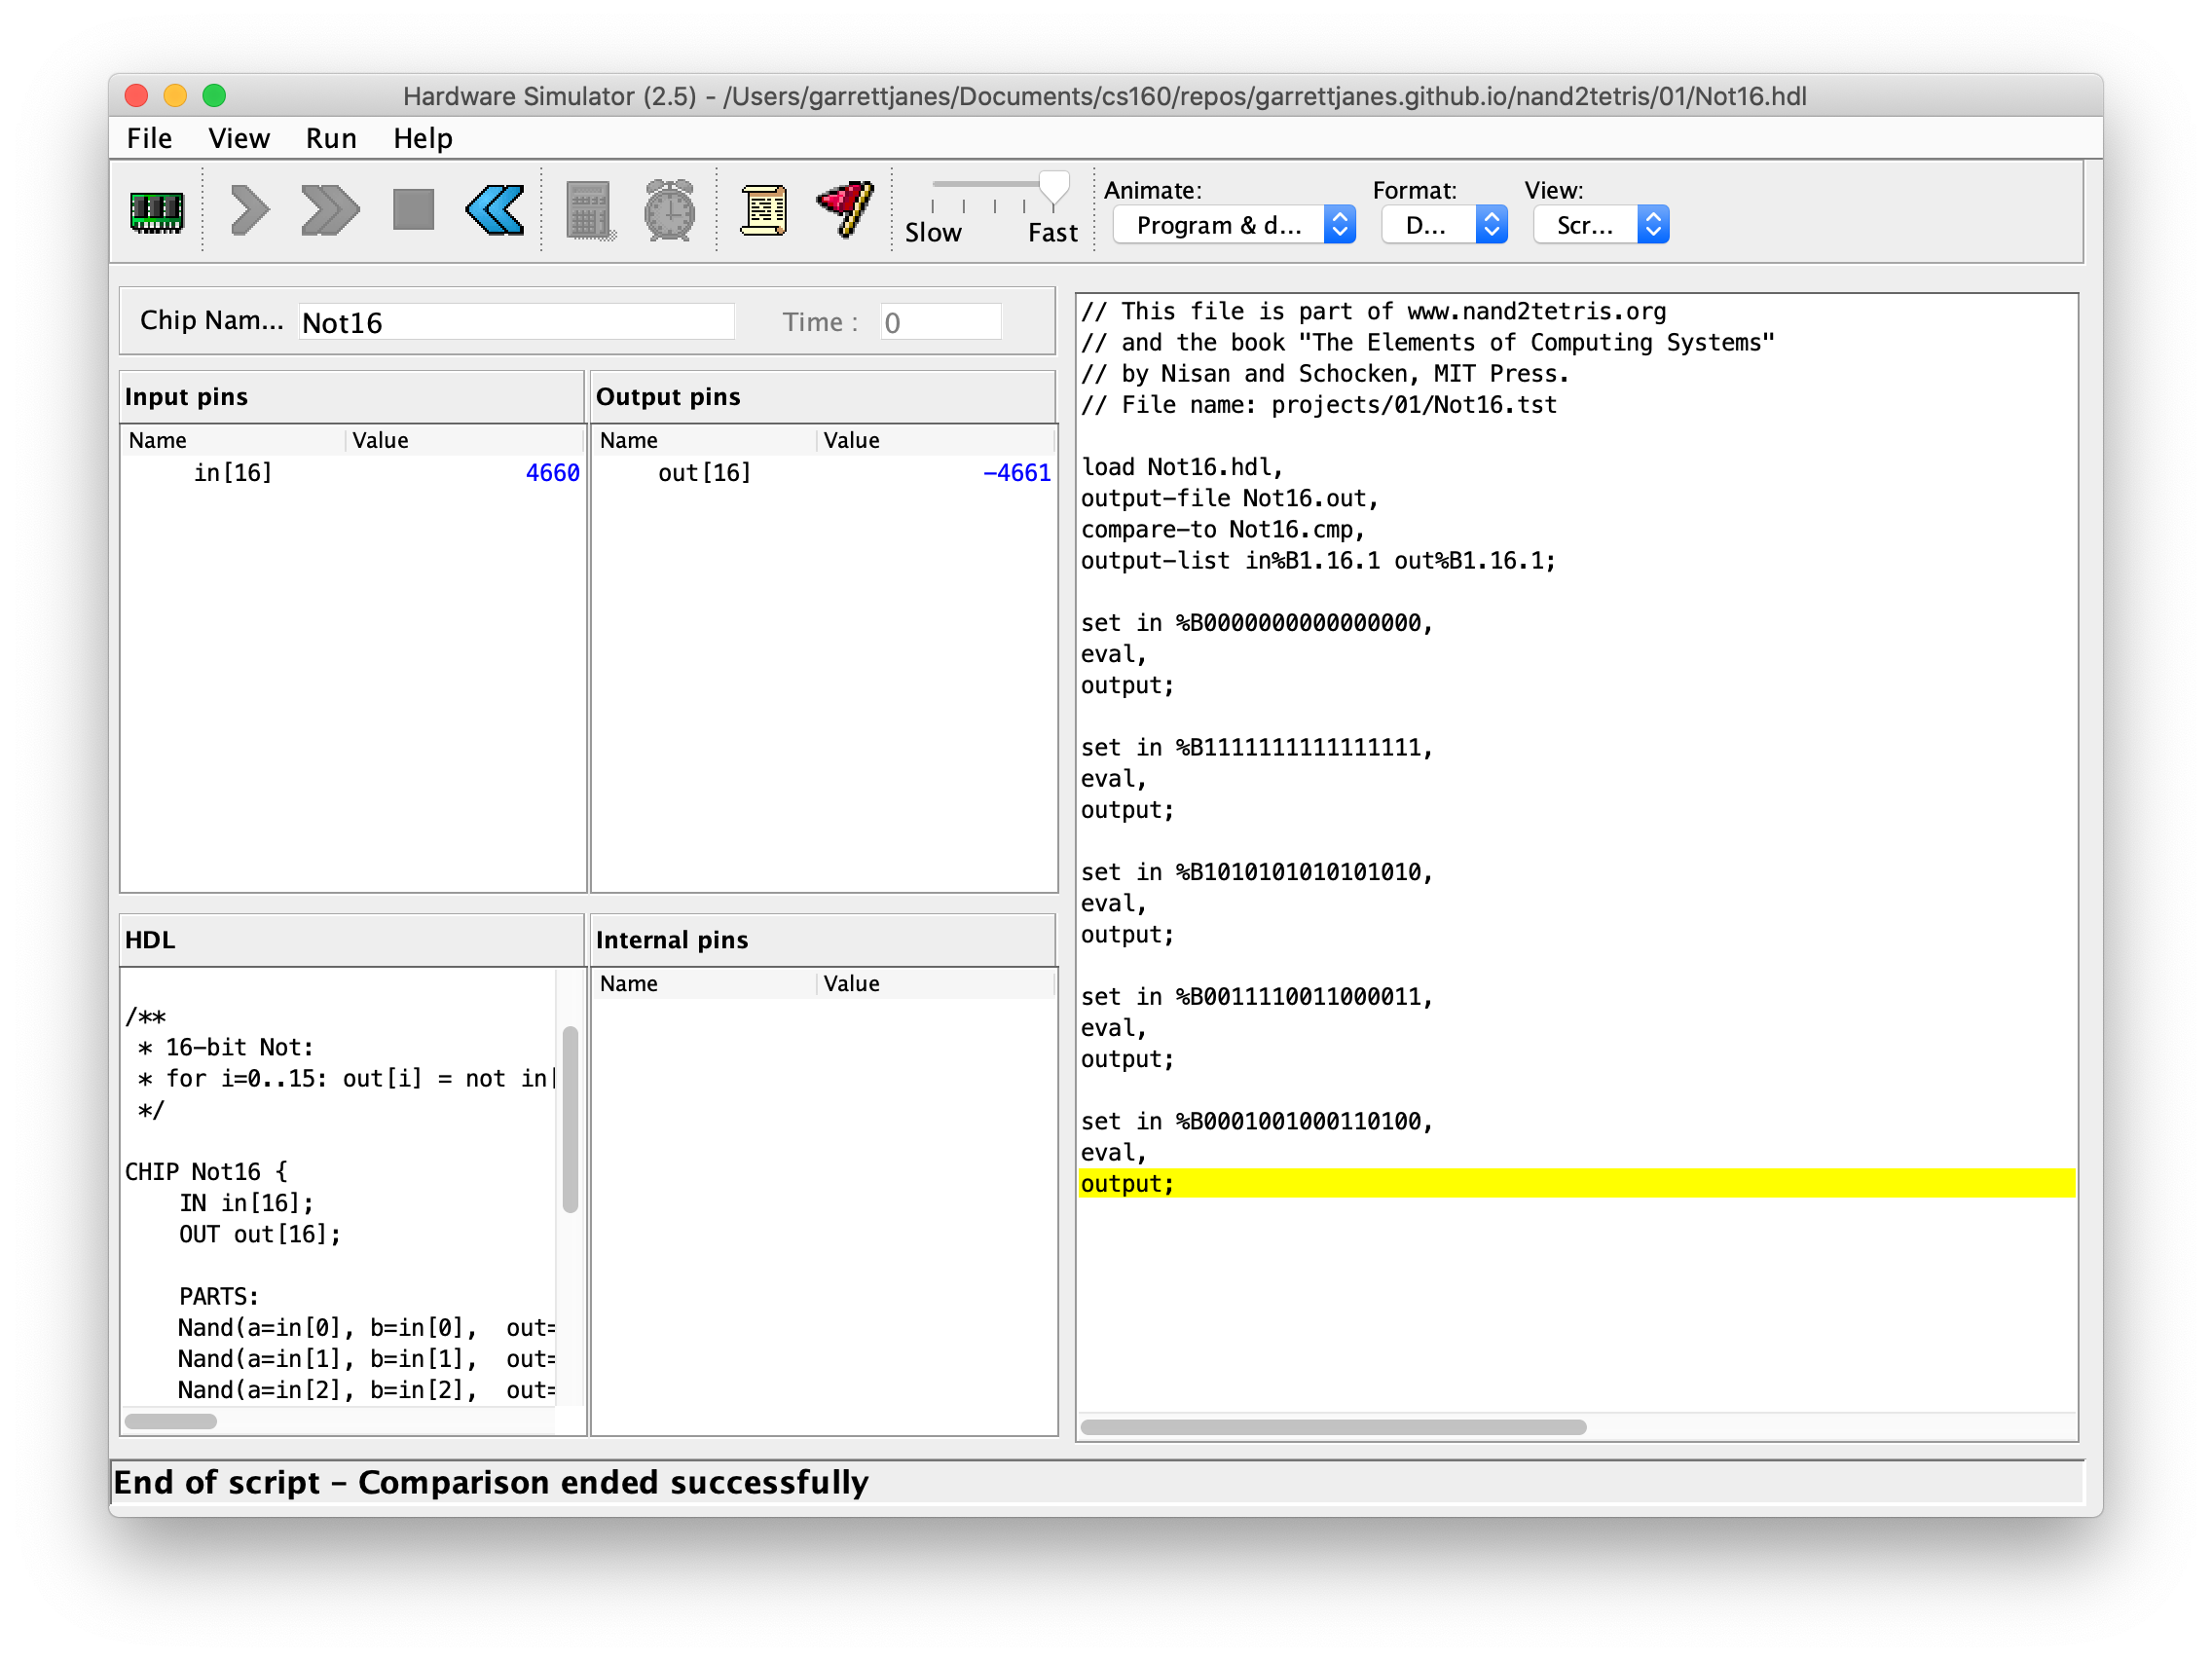 Hardware Simulator (2.5) - /Users/garrettjanes/Documents/cs160/repos/garrettjanes.github.io/nand2tetris/01/Not16.hdl
File View Run Help
Slow Fast
Animate: Format: View:
Program & d... D... Scr...
Chip Nam... Not16 Time : 0
Input pins
Name Value
in[16] 4660
Output pins
Name Value
out[16] -4661
HDL
/**
* 16-bit Not:
* for i=0..15: out[i] = not in[
*/
CHIP Not16 {
IN in[16];
OUT out[16];
PARTS:
Nand(a=in[0], b=in[0], out=
Nand(a=in[1], b=in[1], out=
Nand(a=in[2], b=in[2], out=
Internal pins
Name Value
// This file is part of www.nand2tetris.org
// and the book "The Elements of Computing Systems"
// by Nisan and Schocken, MIT Press.
// File name: projects/01/Not16.tst
load Not16.hdl,
output-file Not16.out,
compare-to Not16.cmp,
output-list in%B1.16.1 out%B1.16.1;
set in %B0000000000000000,
eval,
output;
set in %B1111111111111111,
eval,
output;
set in %B1010101010101010,
eval,
output;
set in %B0011110011000011,
eval,
output;
set in %B0001001000110100,
eval,
output;
End of script - Comparison ended successfully